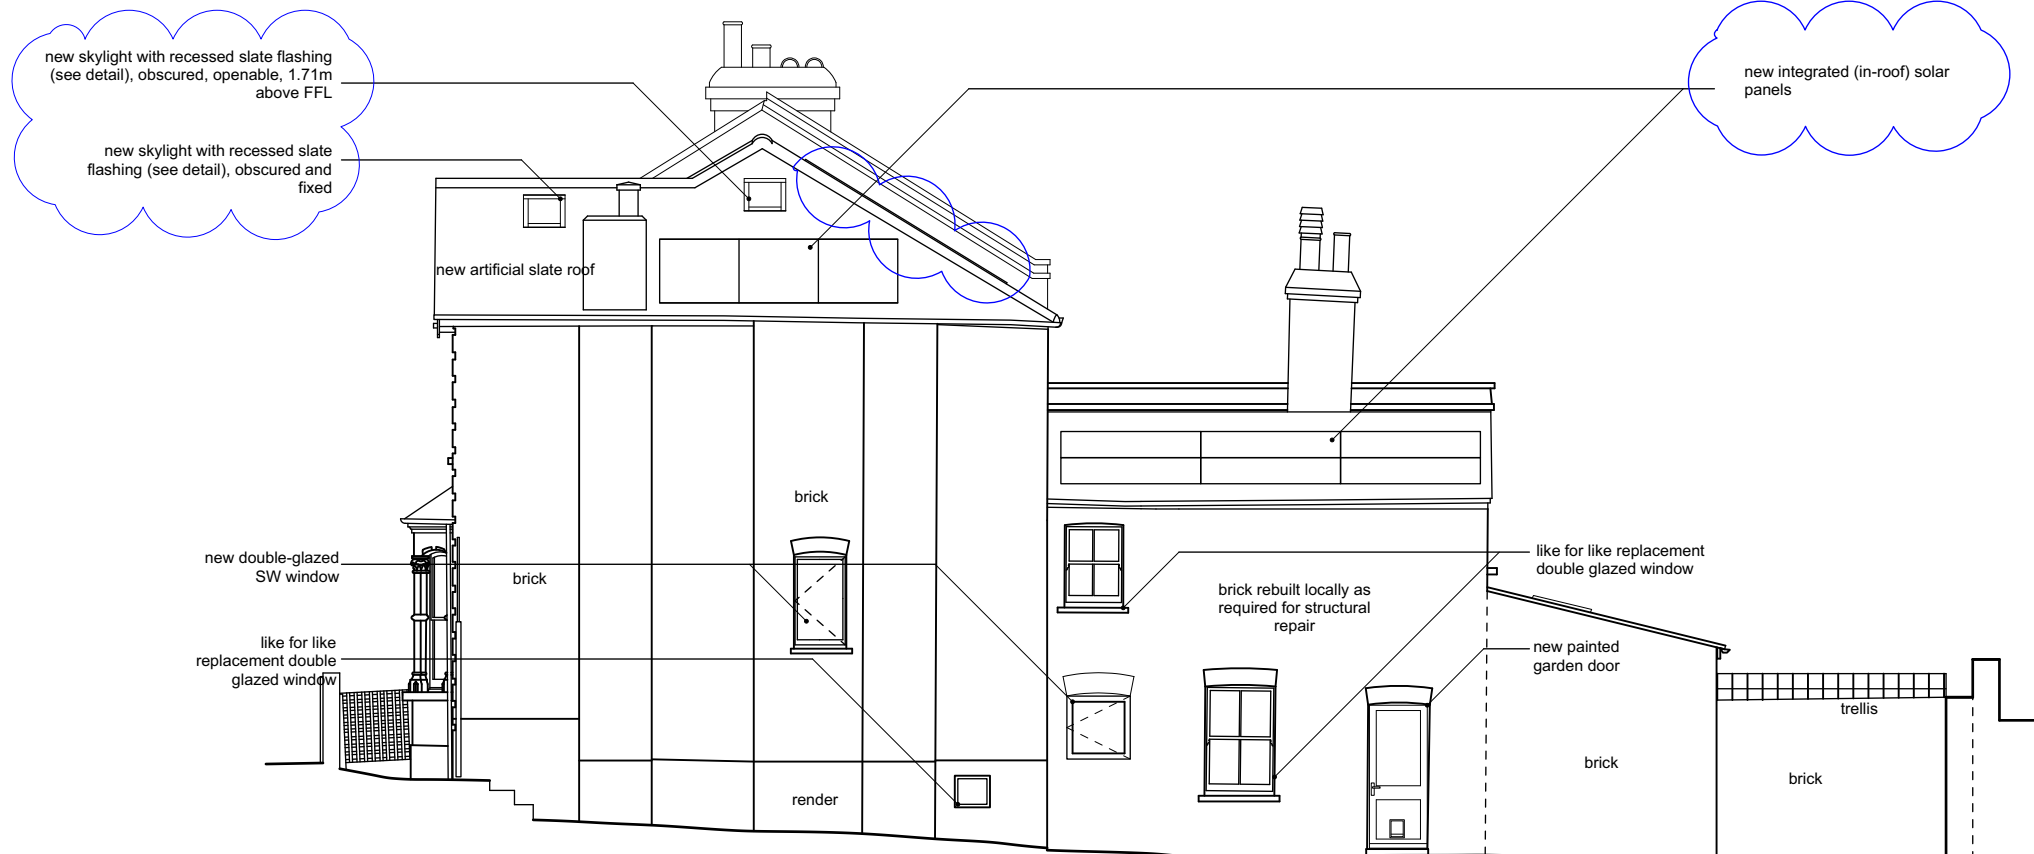 new skylight with recessed slate flashing
(see detail), obscured, openable, 1.71m
above FFL
new integrated (in-roof) solar
panels
new skylight with recessed slate
flashing (see detail), obscured and
fixed
new artificial slate roof
brick
new double-glazed
SW window
brick
like for like replacement
double glazed window
brick rebuilt locally as
required for structural
repair
like for like
replacement double
glazed window
new painted
garden door
trellis
brick
brick
render